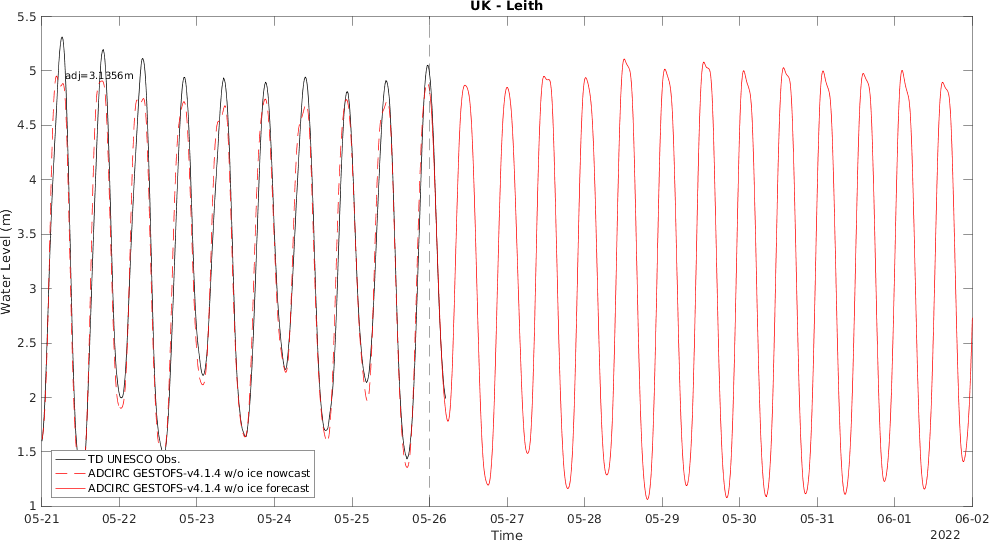 UK - Leith
5.5
5
4.5
4
3.5
3
2.5
2
1.5
1
Water Level (m)
adj=3.1356m
TD UNESCO Obs.
ADCIRC GESTOFS-v4.1.4 w/o ice nowcast
ADCIRC GESTOFS-v4.1.4 w/o ice forecast
05-21 05-22 05-23 05-24 05-25 05-26 05-27 05-28 05-29 05-30 05-31 06-01 06-02
Time
2022